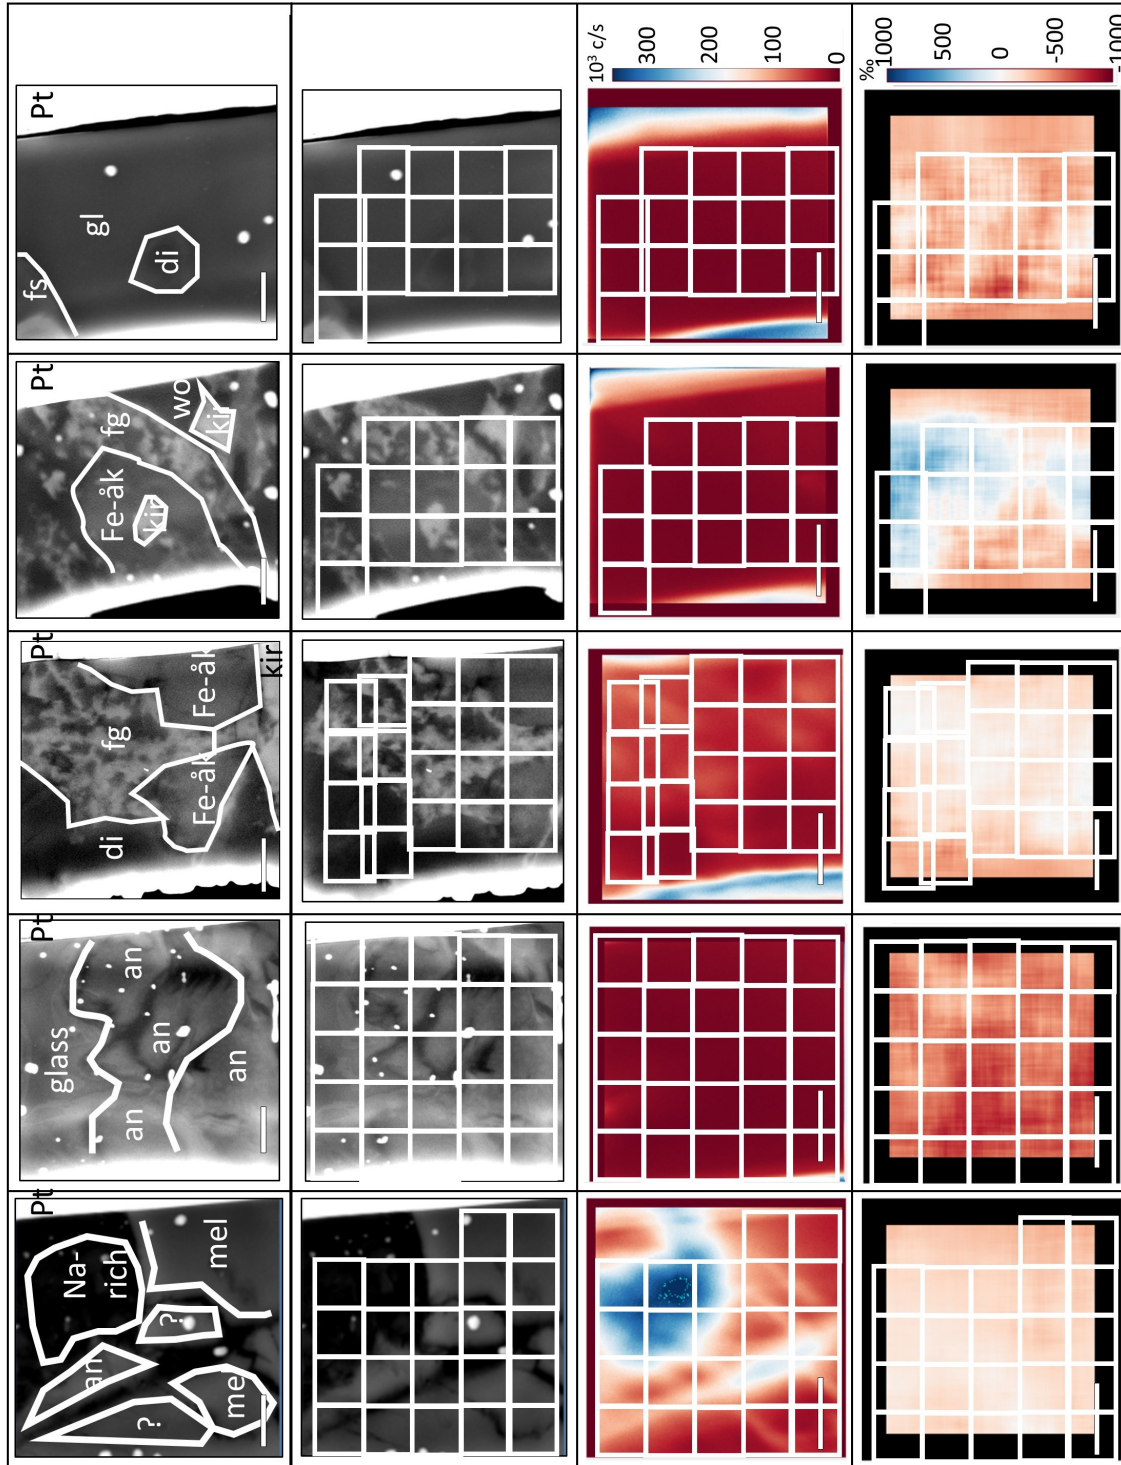 Pt
Na-
rich
an
?
?
mel
me
Pt
glass
an
an
an
an
Pt
di
fg
Fe-åk
Fe-åk
kir
Pt
Fe-åk
fg
kir
wo
kir
Pt
fs
gl
di
10³ c/s
300
200
100
0
‰
1000
500
0
-500
-1000